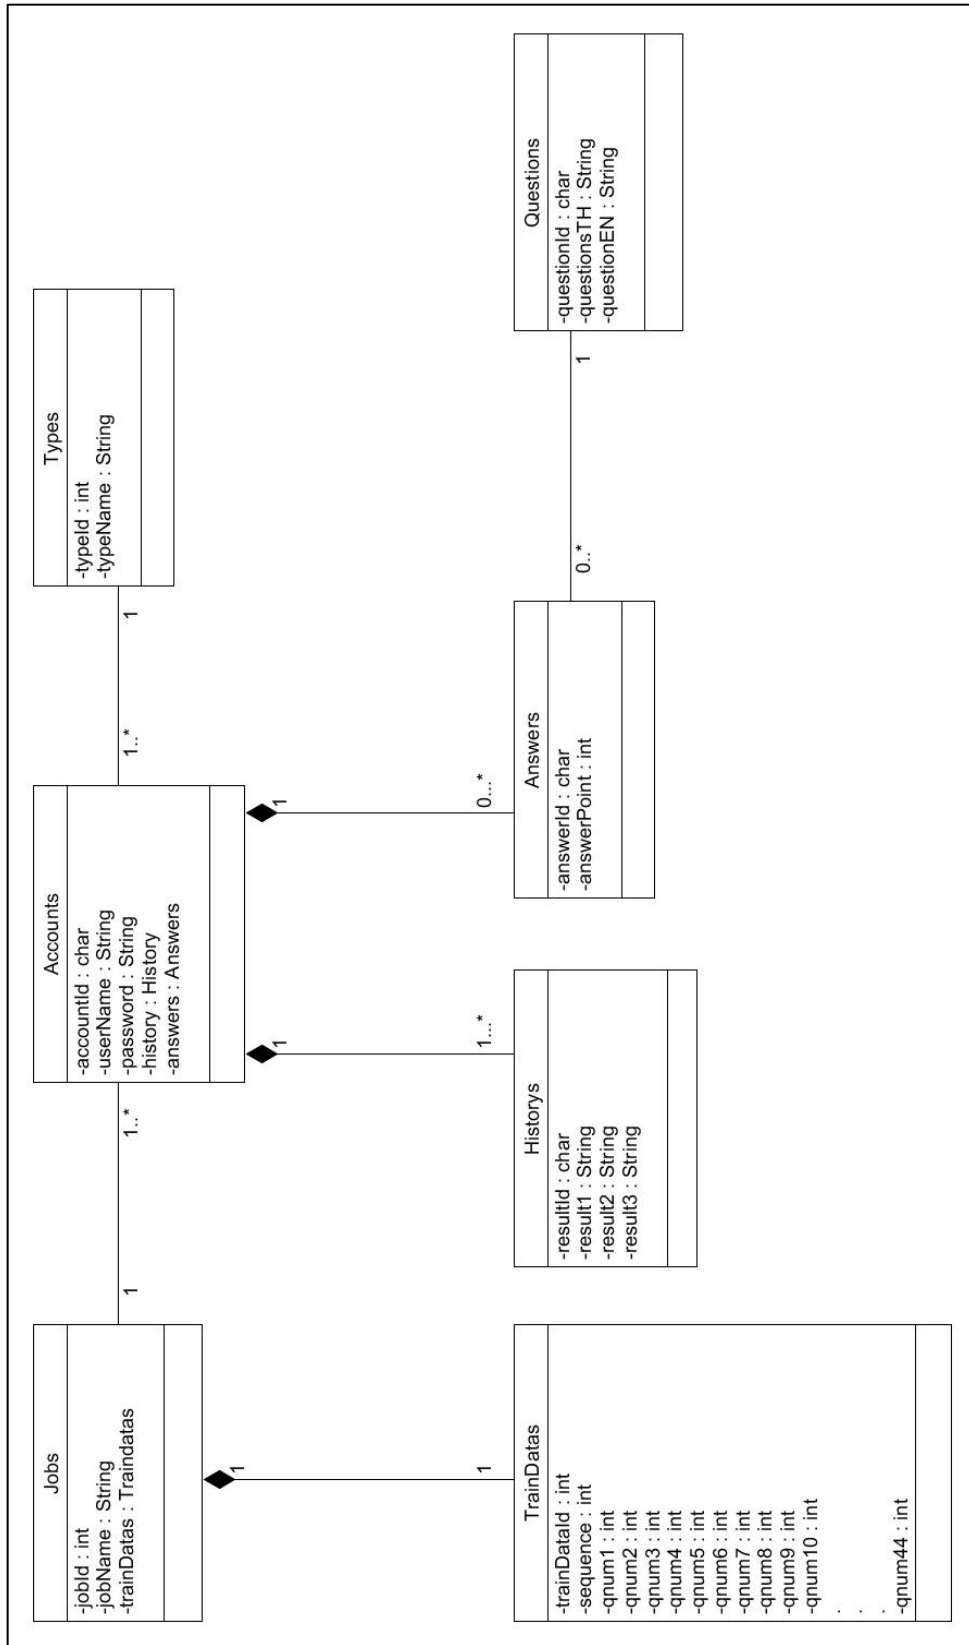 Jobs
-jobId : int
-jobName : String
-trainDatas : Traindatas
1
1..*
Accounts
-accountId : char
-userName : String
-password : String
-history : History
-answers : Answers
1..*
1
Types
-typeId : int
-typeName : String
1
1
1
1...*
1
0...*
TrainDatas
-trainDataId : int
-sequence : int
-qnum1 : int
-qnum2 : int
-qnum3 : int
-qnum4 : int
-qnum5 : int
-qnum6 : int
-qnum7 : int
-qnum8 : int
-qnum9 : int
-qnum10 : int
.
.
.
-qnum44 : int
Historys
-resultId : char
-result1 : String
-result2 : String
-result3 : String
Answers
-answerId : char
-answerPoint : int
0..*
1
Questions
-questionId : char
-questionsTH : String
-questionEN : String